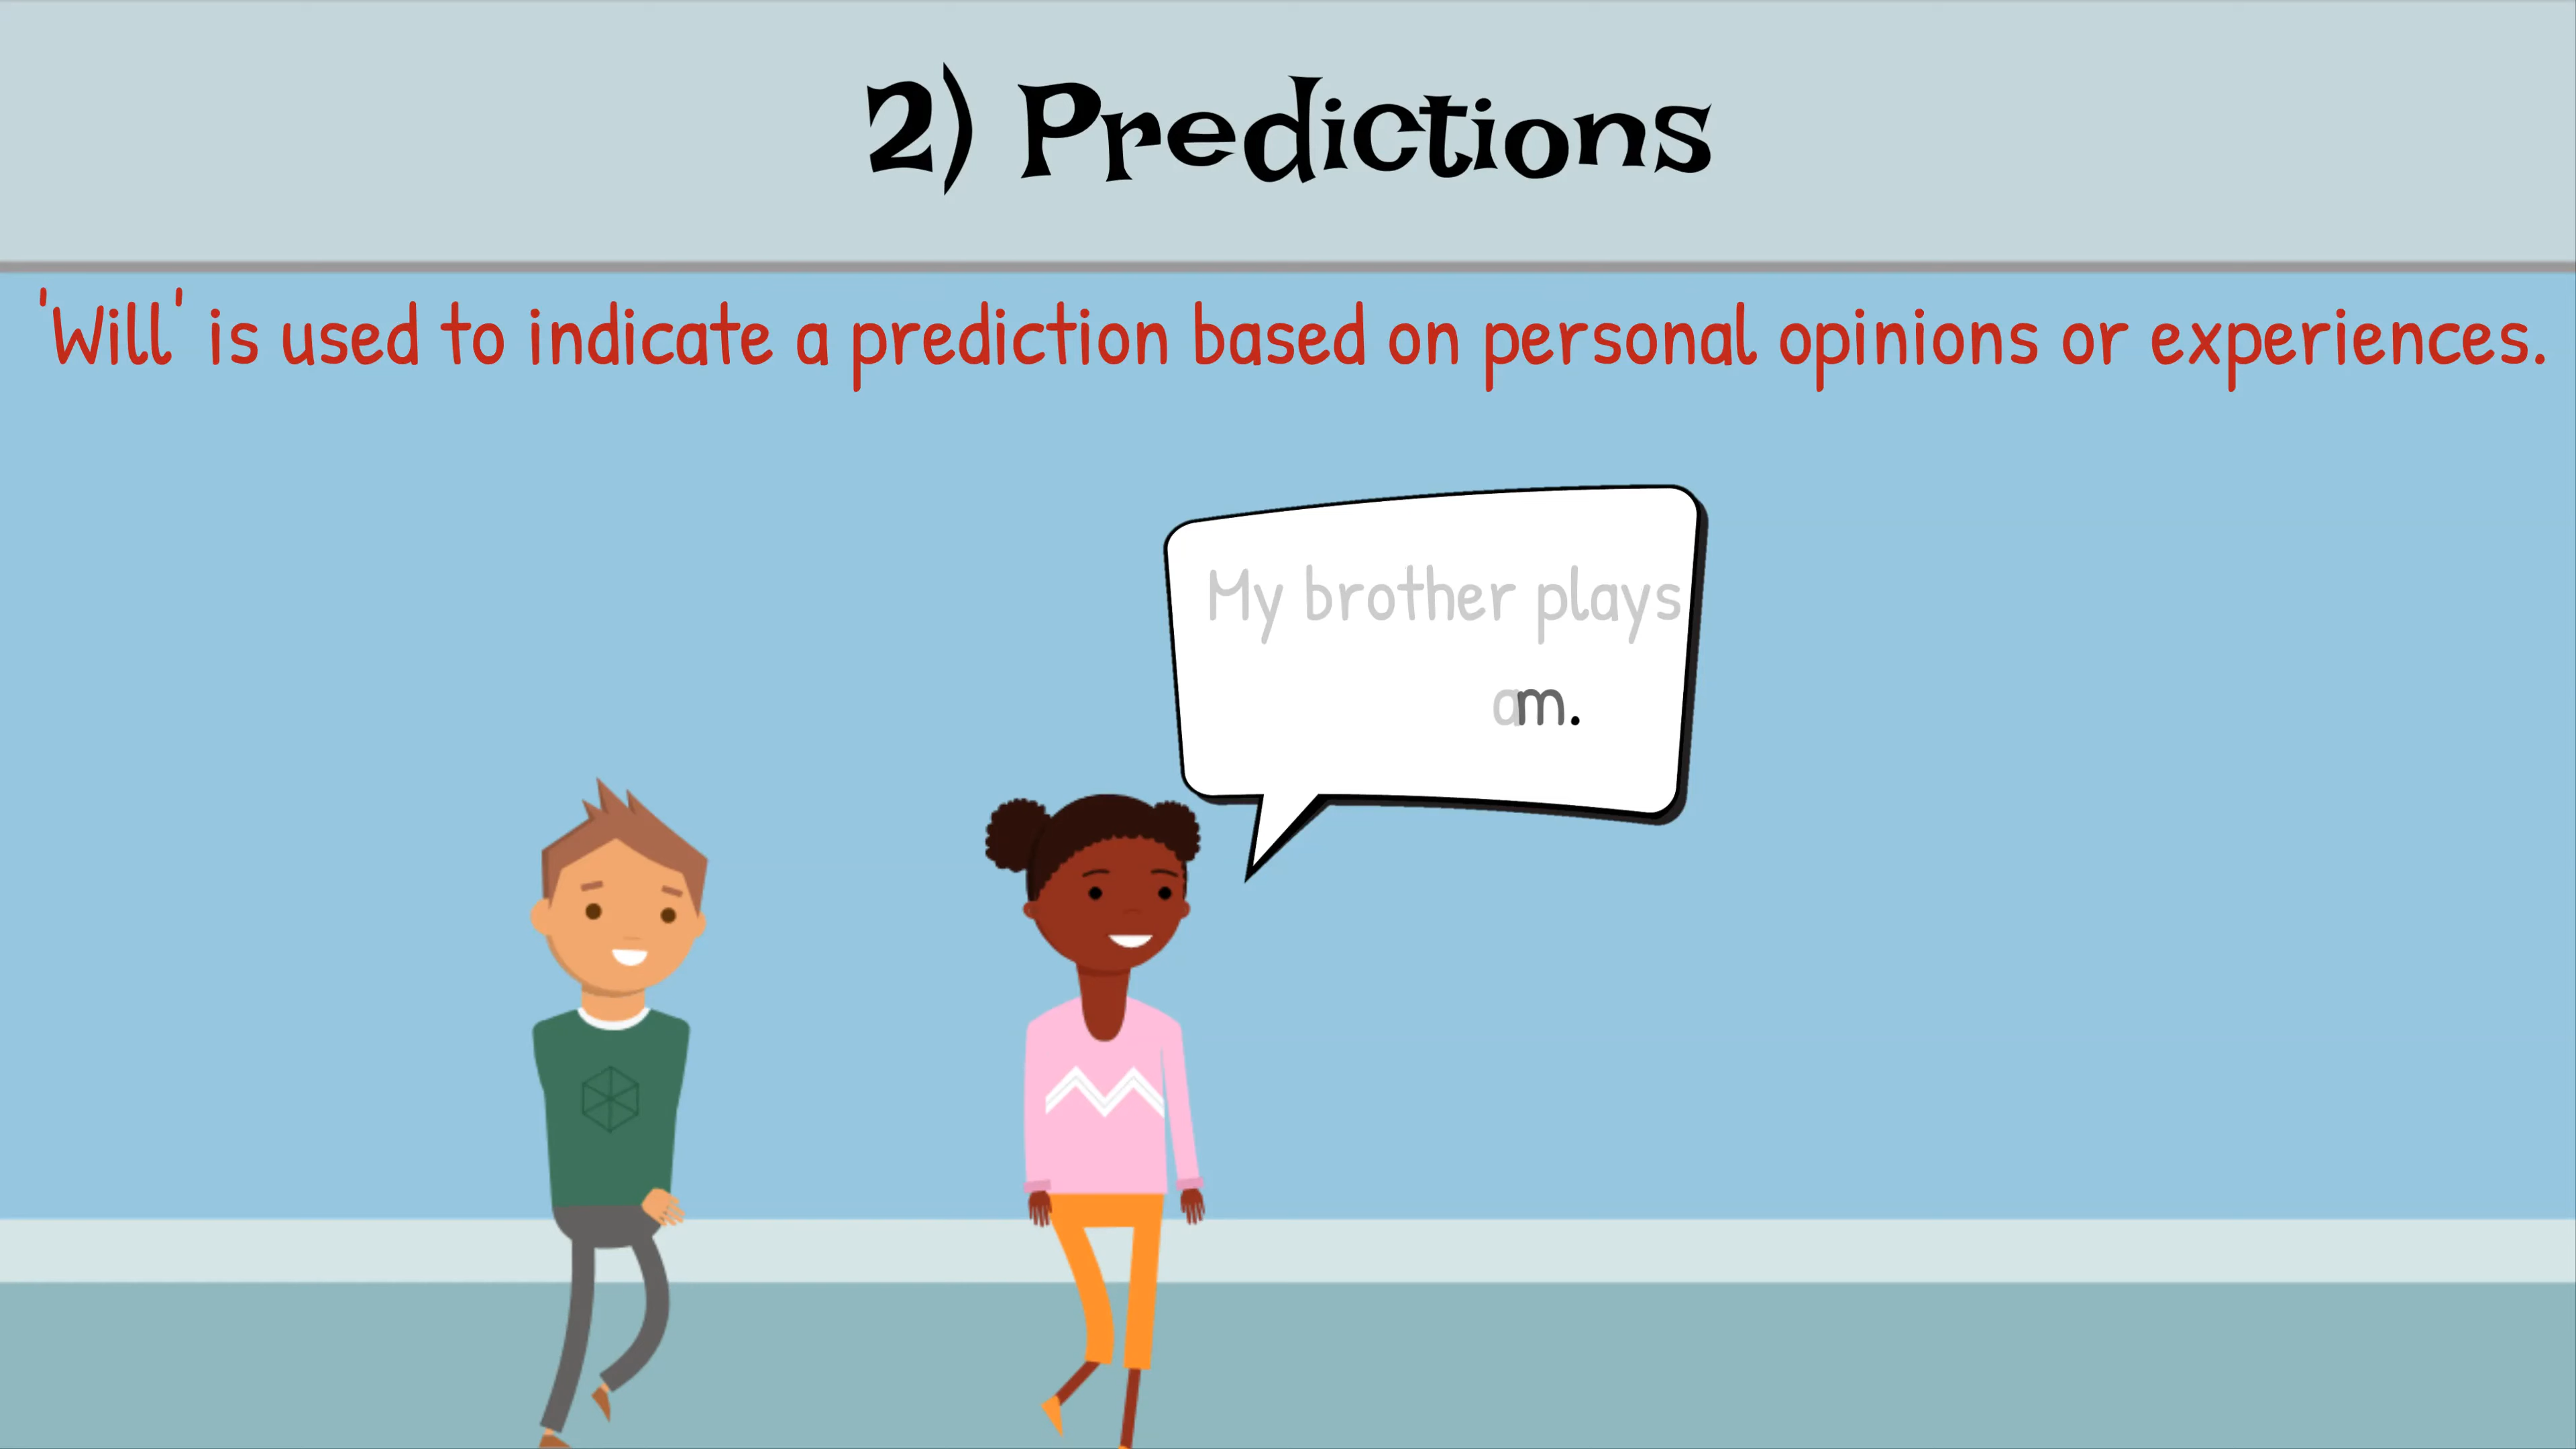 2) Predictions
'Will' is used to indicate a prediction based on personal opinions or experiences.
My brother plays
am.